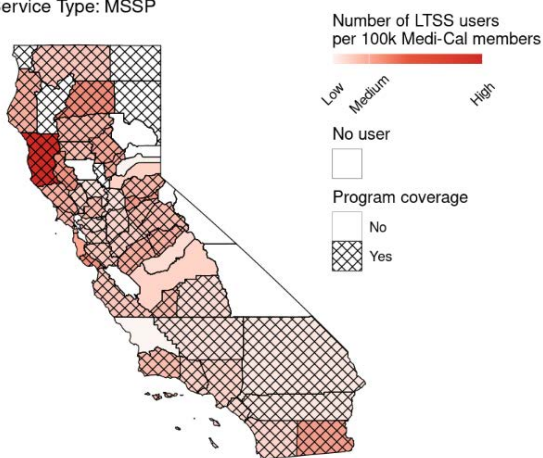 Service Type: MSSP
Number of LTSS users
per 100k Medi-Cal members
Low
Medium
High
No user
Program coverage
No
Yes